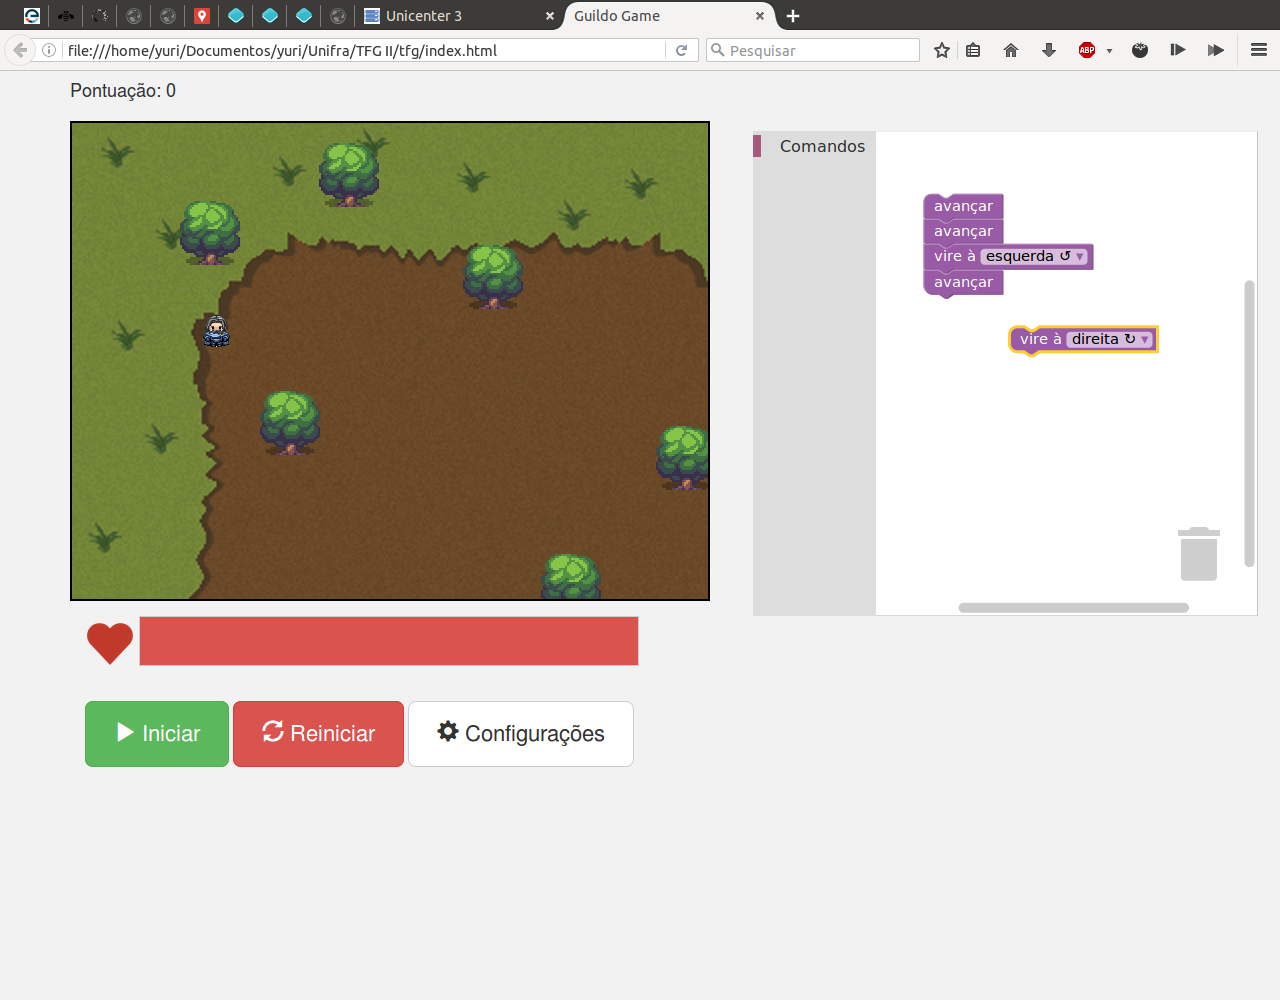 Unicenter 3
Guildo Game
file:///home/yuri/Documentos/yuri/Unifra/TFG II/tfg/index.html
Pesquisar
ABP
Pontuação: 0
Comandos
avançar
avançar
vire à esquerda ↺ ▾
avançar
vire à direita ↻ ▾
Iniciar
Reiniciar
Configurações